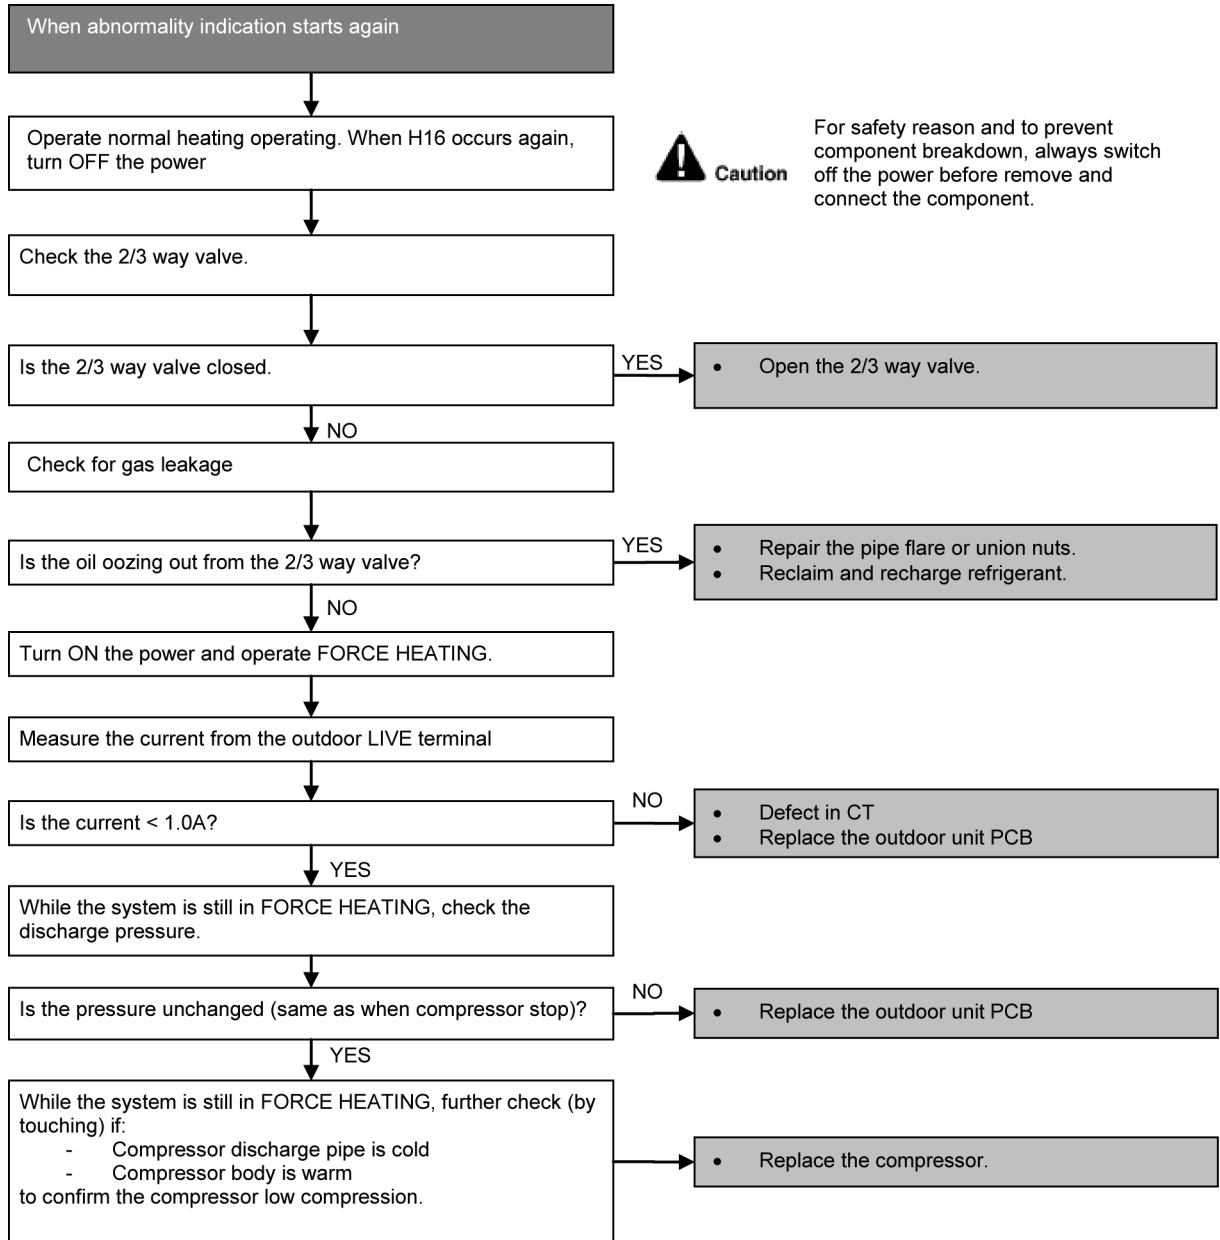 When abnormality indication starts again
Operate normal heating operating. When H16 occurs again,
turn OFF the power
Caution
For safety reason and to prevent
component breakdown, always switch
off the power before remove and
connect the component.
Check the 2/3 way valve.
Is the 2/3 way valve closed.
YES
• Open the 2/3 way valve.
NO
Check for gas leakage
Is the oil oozing out from the 2/3 way valve?
YES
• Repair the pipe flare or union nuts.
• Reclaim and recharge refrigerant.
NO
Turn ON the power and operate FORCE HEATING.
Measure the current from the outdoor LIVE terminal
Is the current < 1.0A?
NO
• Defect in CT
• Replace the outdoor unit PCB
YES
While the system is still in FORCE HEATING, check the
discharge pressure.
Is the pressure unchanged (same as when compressor stop)?
NO
• Replace the outdoor unit PCB
YES
While the system is still in FORCE HEATING, further check (by
touching) if:
- Compressor discharge pipe is cold
- Compressor body is warm
to confirm the compressor low compression.
• Replace the compressor.